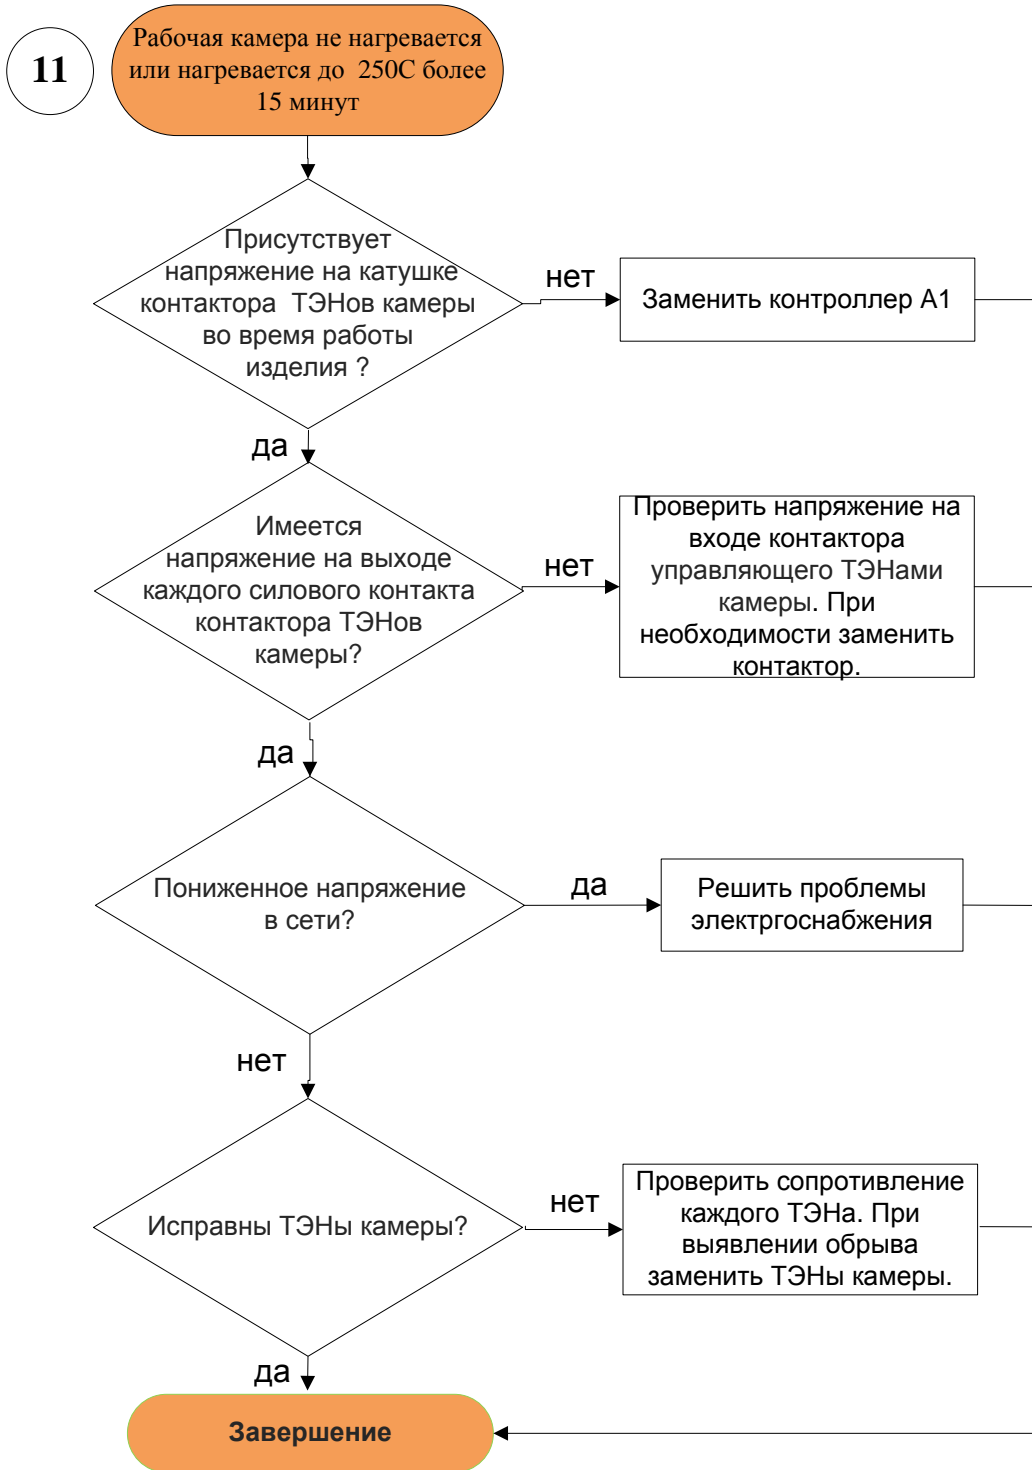 11
Рабочая камера не нагревается
или нагревается до 250С более
15 минут
Присутствует
напряжение на катушке
контактора ТЭНов камеры
во время работы
изделия ?
нет
Заменить контроллер А1
да
Имеется
напряжение на выходе
каждого силового контакта
контактора ТЭНов
камеры?
нет
Проверить напряжение на
входе контактора
управляющего ТЭНами
камеры. При
необходимости заменить
контактор.
да
Пониженное напряжение
в сети?
да
Решить проблемы
электргоснабжения
нет
Исправны ТЭНы камеры?
нет
Проверить сопротивление
каждого ТЭНа. При
выявлении обрыва
заменить ТЭНы камеры.
да
Завершение